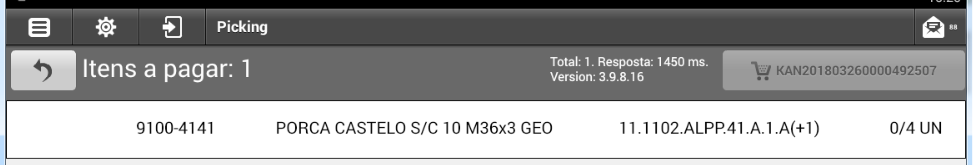 Picking
Itens a pagar: 1
Total: 1. Resposta: 1450 ms.
Version: 3.9.8.16
KAN201803260000492507
9100-4141 PORCA CASTELO S/C 10 M36x3 GEO 11.1102.ALPP.41.A.1.A(+1) 0/4 UN